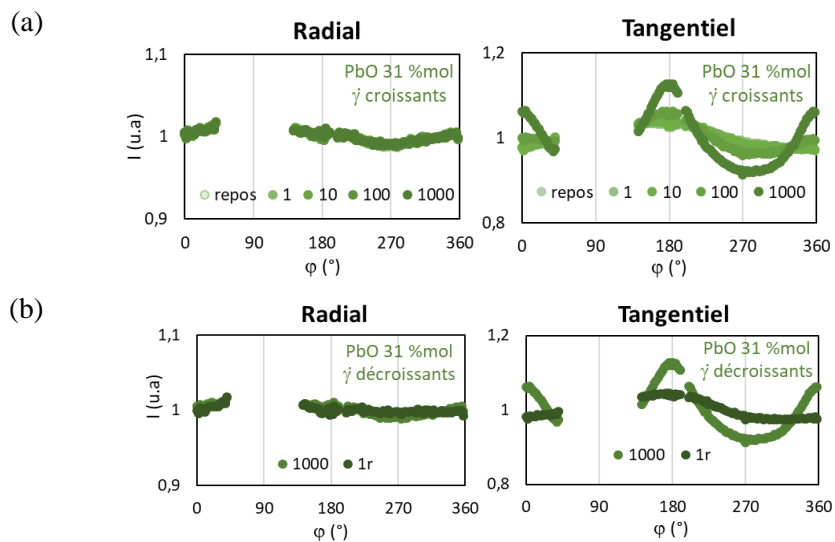 (a)
Radial
1,1
1
0,9
I (u.a)
PbO 31 %mol
γ̇ croissants
repos 1 10 100 1000
0 90 180 270 360
φ (°)
Tangentiel
1,2
1
0,8
PbO 31 %mol
γ̇ croissants
repos 1 10 100 1000
0 90 180 270 360
φ (°)
(b)
Radial
1,1
1
0,9
I (u.a)
PbO 31 %mol
γ̇ décroissants
1000 1r
0 90 180 270 360
φ (°)
Tangentiel
1,2
1
0,8
PbO 31 %mol
γ̇ décroissants
1000 1r
0 90 180 270 360
φ (°)